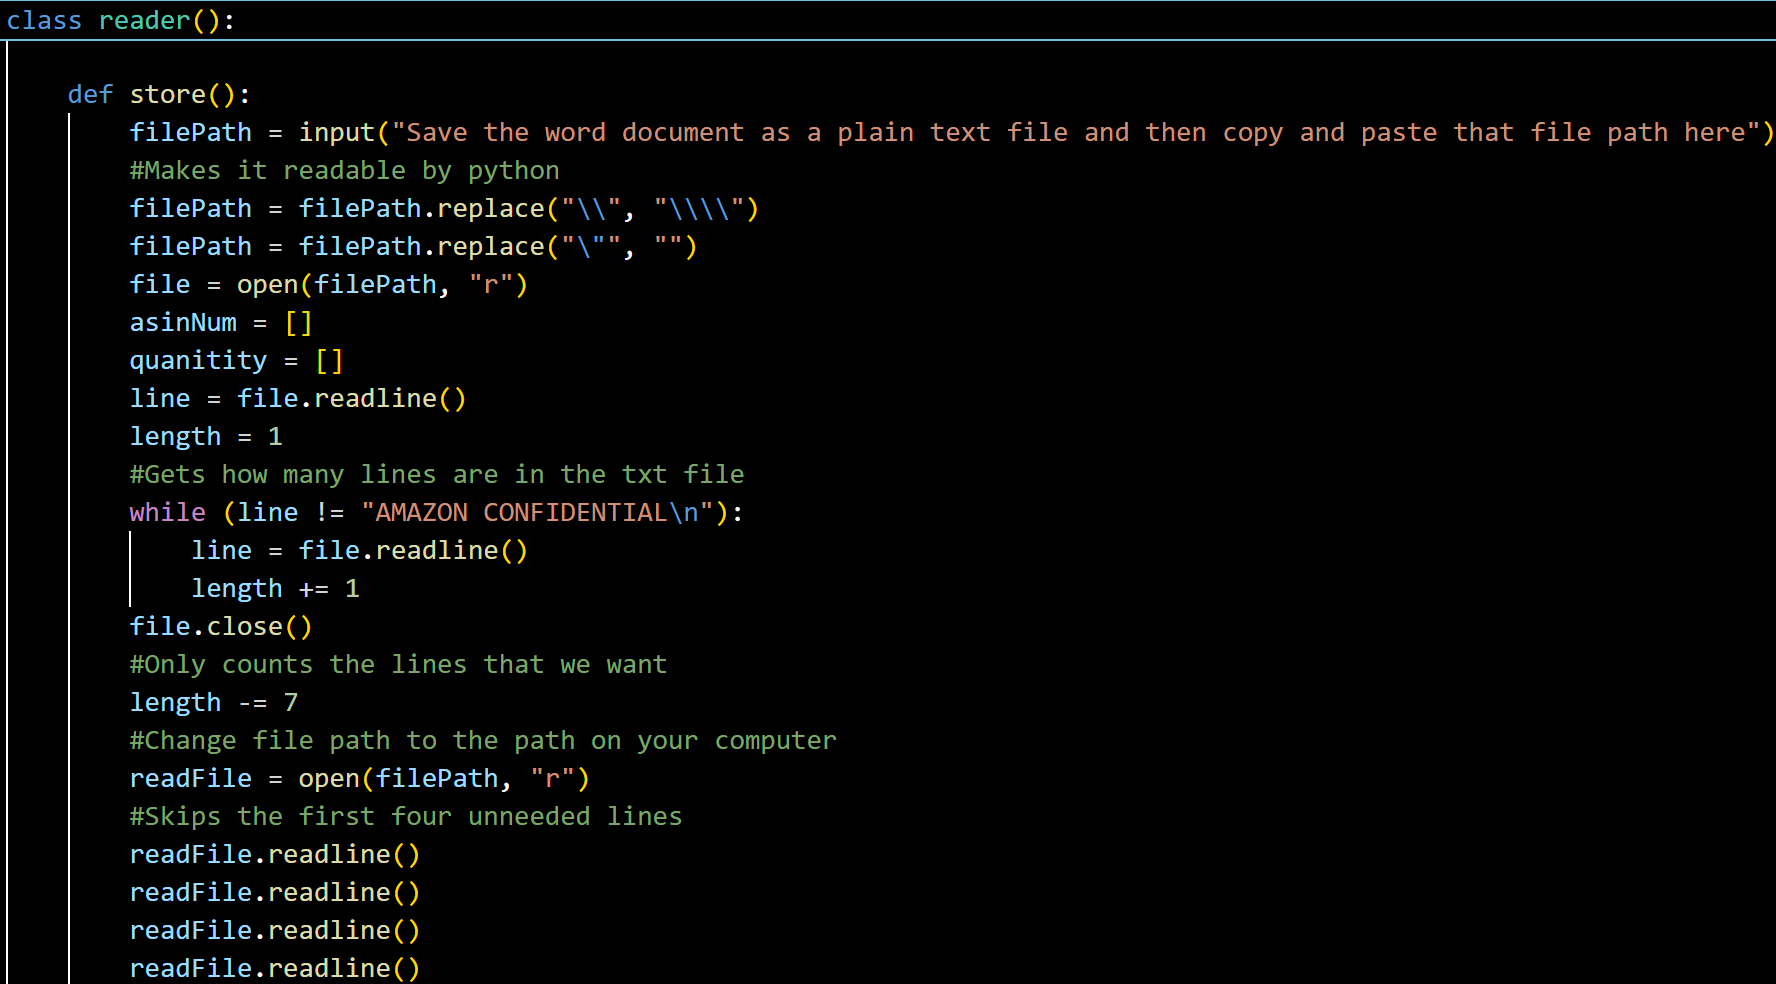 class reader():
def store():
filePath = input("Save the word document as a plain text file and then copy and paste that file path here")
#Makes it readable by python
filePath = filePath.replace("\\", "\\\\")
filePath = filePath.replace("\"", "")
file = open(filePath, "r")
asinNum = []
quanitity = []
line = file.readline()
length = 1
#Gets how many lines are in the txt file
while (line != "AMAZON CONFIDENTIAL\n"):
line = file.readline()
length += 1
file.close()
#Only counts the lines that we want
length -= 7
#Change file path to the path on your computer
readFile = open(filePath, "r")
#Skips the first four unneeded lines
readFile.readline()
readFile.readline()
readFile.readline()
readFile.readline()